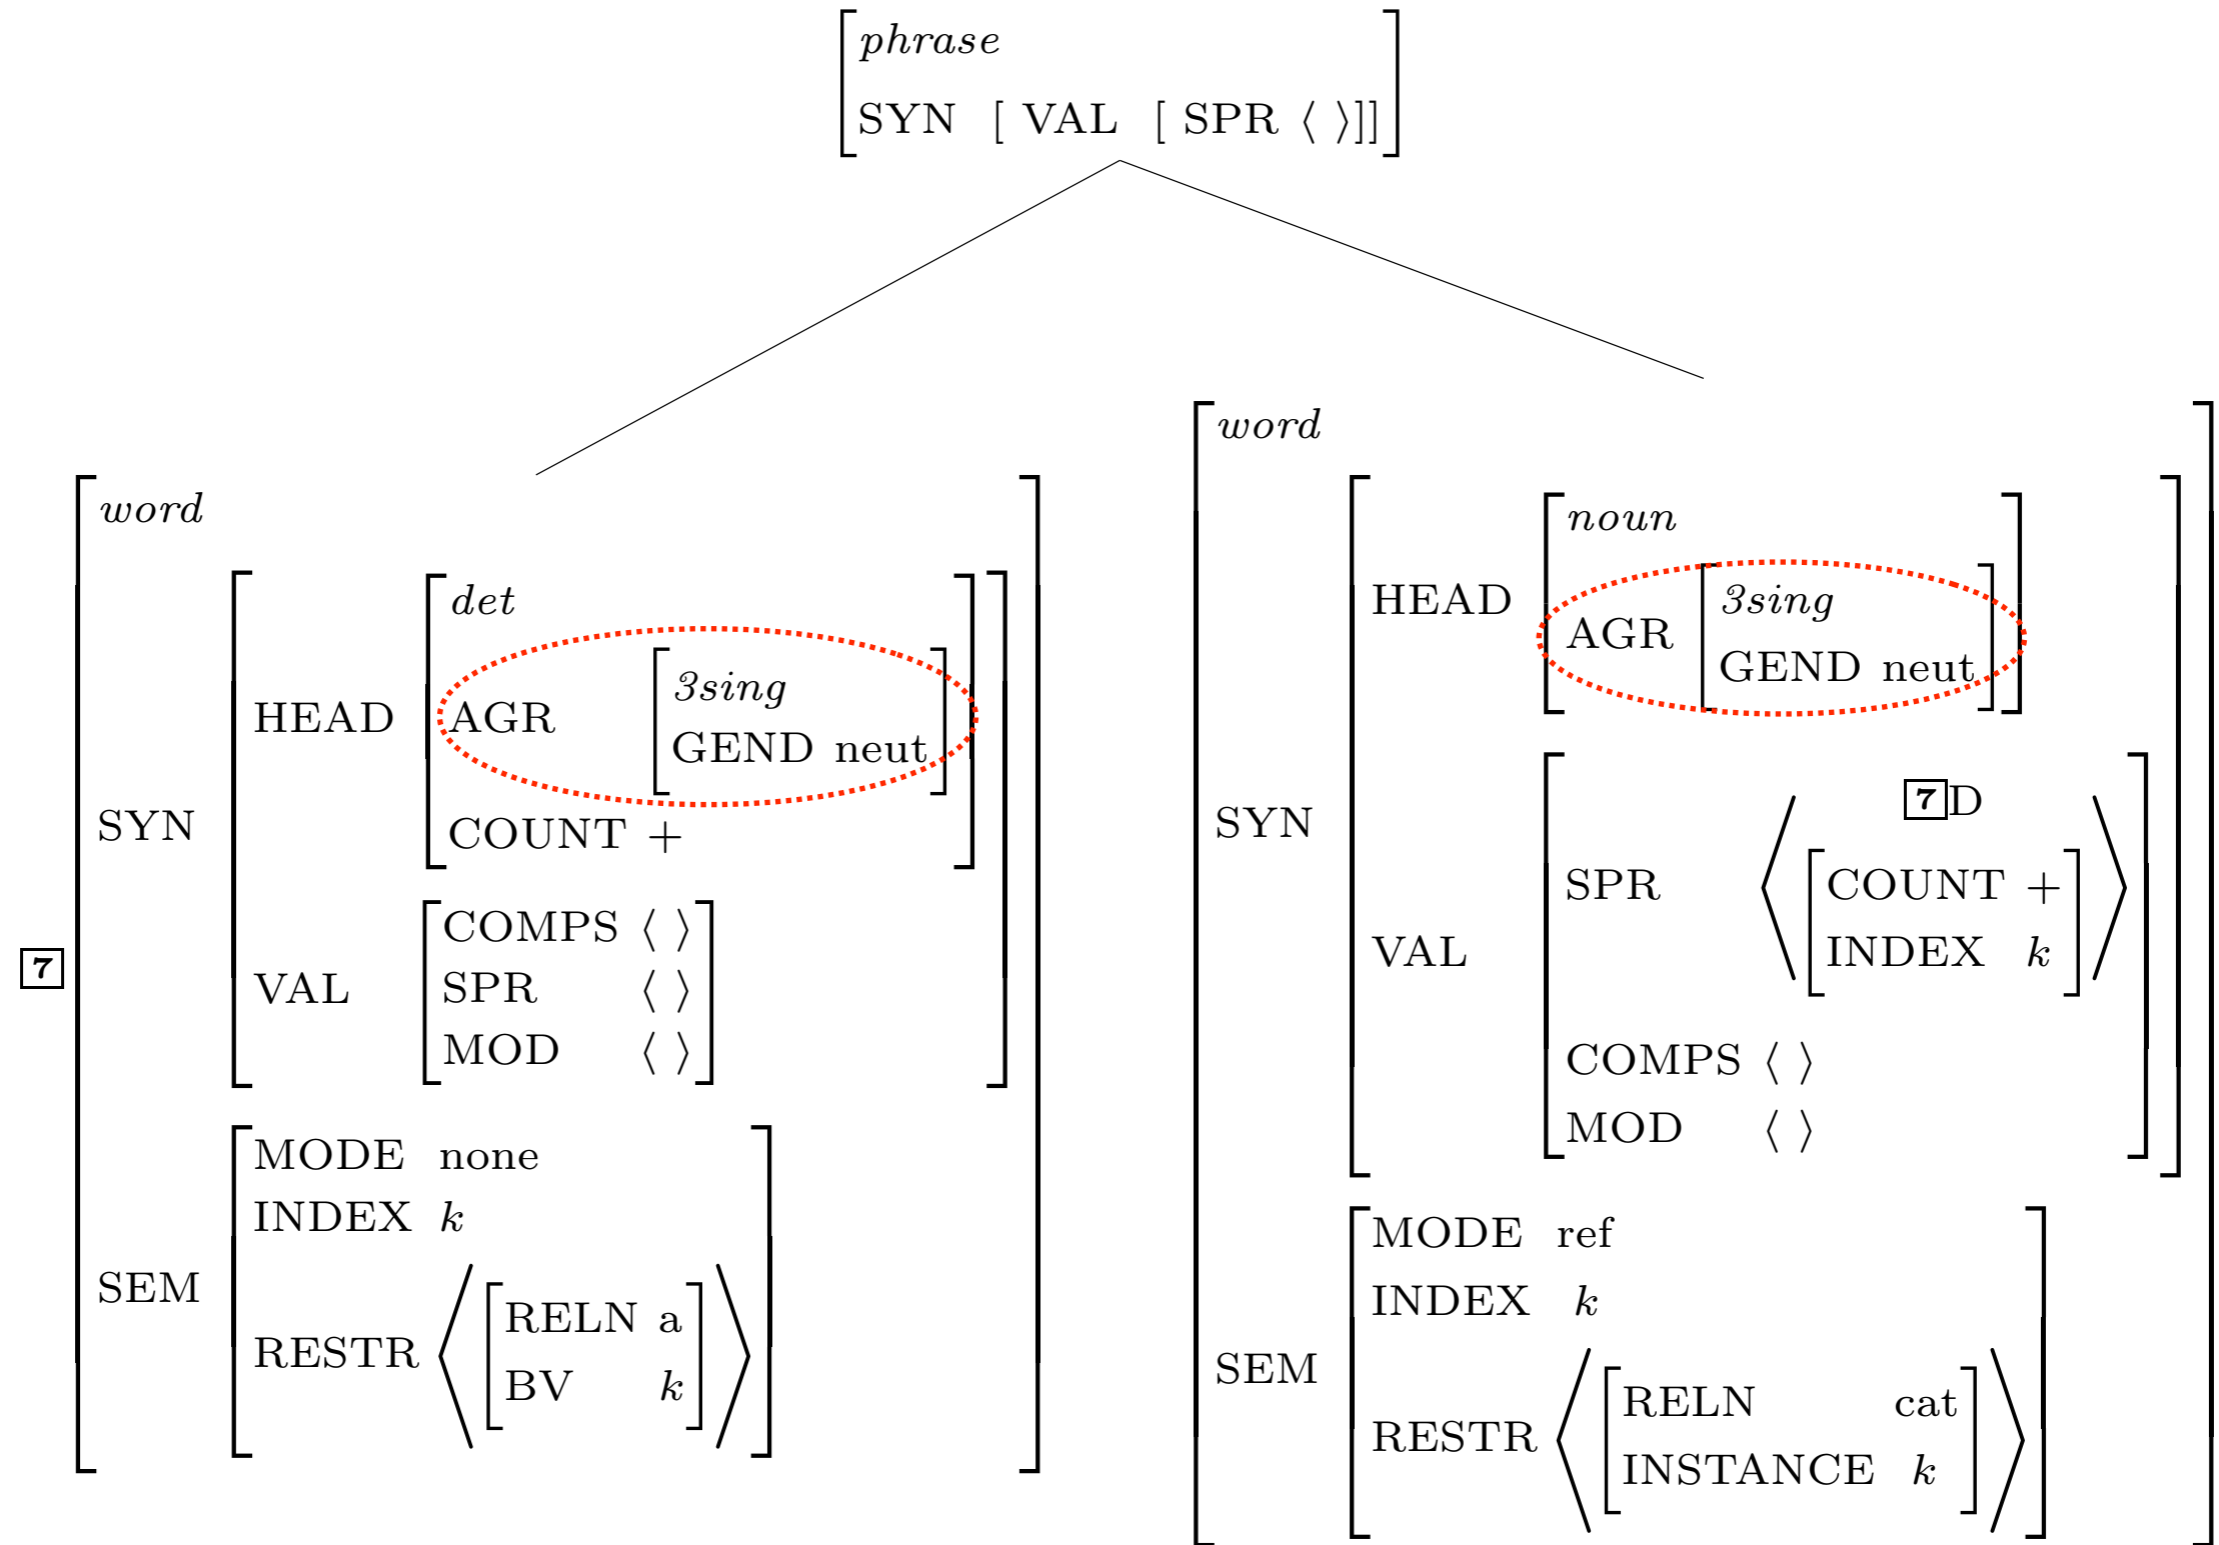 phrase
SYN [ VAL [ SPR ⟨ ⟩]]
word
HEAD
det
AGR
3sing
GEND neut
COUNT +
SYN
VAL
COMPS ⟨ ⟩
SPR ⟨ ⟩
MOD ⟨ ⟩
7
SEM
MODE none
INDEX k
RESTR
RELN a
BV k
word
HEAD
noun
AGR
3sing
GEND neut
SYN
VAL
SPR
7D
COUNT +
INDEX k
COMPS ⟨ ⟩
MOD ⟨ ⟩
SEM
MODE ref
INDEX k
RESTR
RELN cat
INSTANCE k